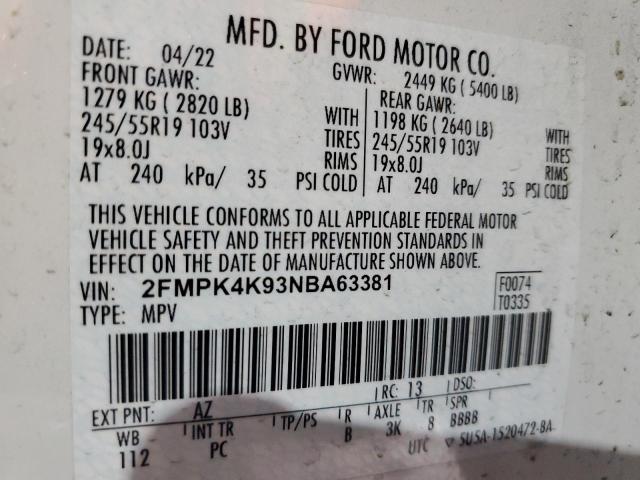 MFD. BY FORD MOTOR CO.
DATE: 04/22 GVWR: 2449 KG ( 5400 LB)
FRONT GAWR: REAR GAWR:
1279 KG ( 2820 LB) WITH 1198 KG ( 2640 LB) WITH
245/55R19 103V TIRES 245/55R19 103V TIRES
19x8.0J RIMS 19x8.0J RIMS
AT 240 kPa/ 35 PSI COLD AT 240 kPa/ 35 PSI COLD
THIS VEHICLE CONFORMS TO ALL APPLICABLE FEDERAL MOTOR
VEHICLE SAFETY AND THEFT PREVENTION STANDARDS IN
EFFECT ON THE DATE OF MANUFACTURE SHOWN ABOVE.
VIN: 2FMPK4K93NBA63381 F0074
TYPE: MPV T0335
EXT PNT: AZ RC: 13 DSO:
WB INT TR TP/PS R AXLE TR SPR
112 PC B 3K 8 BBBB
UTC ▽ SU5A-1520472-BA